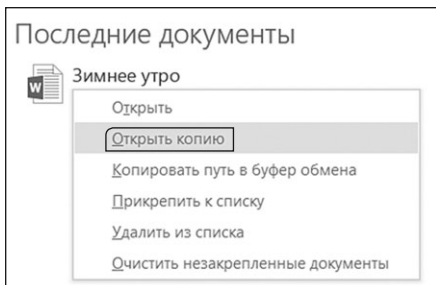 Последние документы
Зимнее утро
Открыть
Открыть копию
Копировать путь в буфер обмена
Прикрепить к списку
Удалить из списка
Очистить незакрепленные документы